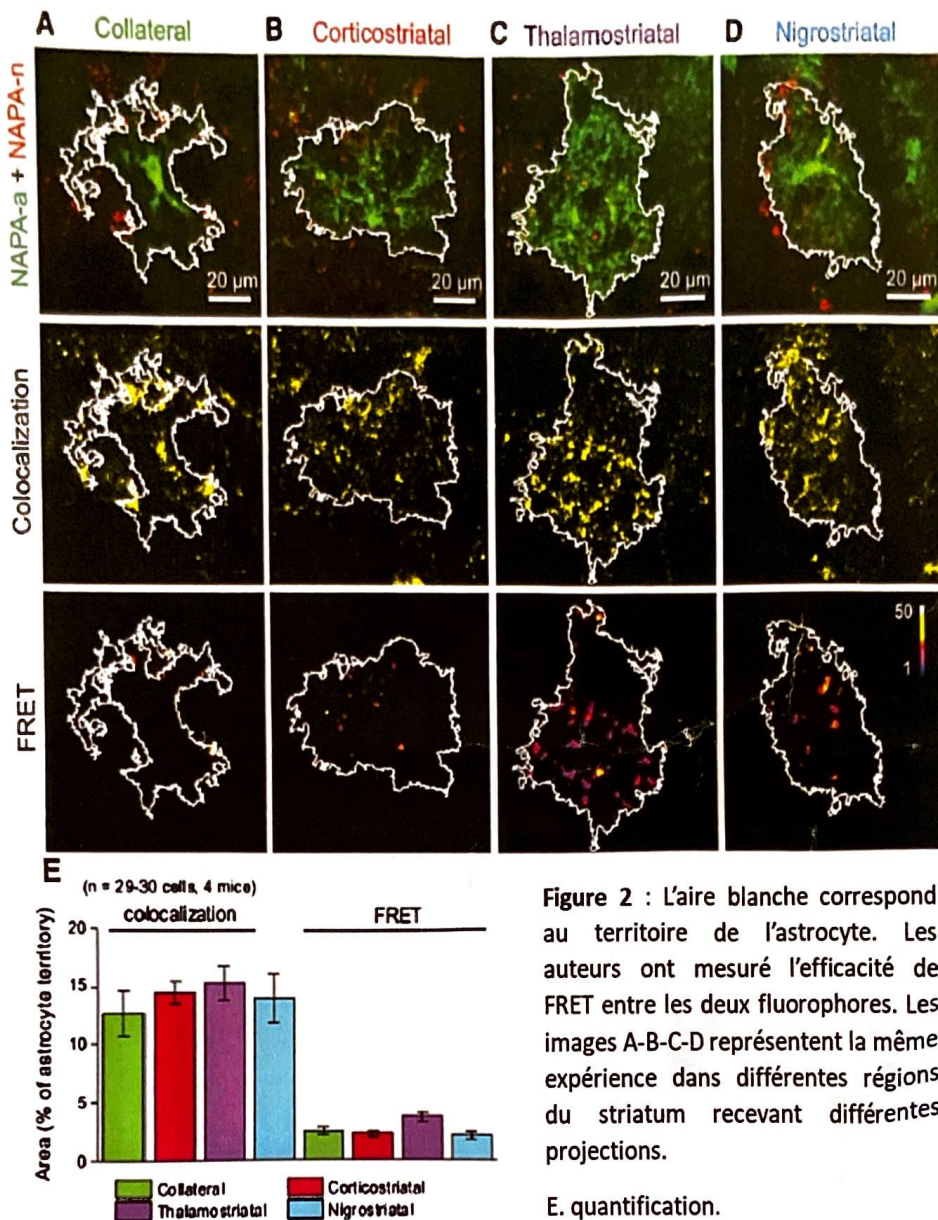 A Collateral
B Corticostriatal
C Thalamostriatal
D Nigrostriatal
NAPA-a + NAPA-n
20 µm
20 µm
20 µm
20 µm
Colocalization
FRET
50
1
E
(n = 29-30 cells, 4 mice)
colocalization
FRET
Area (% of astrocyte territory)
20
15
10
5
0
Collateral
Corticostriatal
Thalamostriatal
Nigrostriatal
Figure 2 : L'aire blanche correspond
au territoire de l'astrocyte. Les
auteurs ont mesuré l'efficacité de
FRET entre les deux fluorophores. Les
images A-B-C-D représentent la même
expérience dans différentes régions
du striatum recevant différentes
projections.
E. quantification.